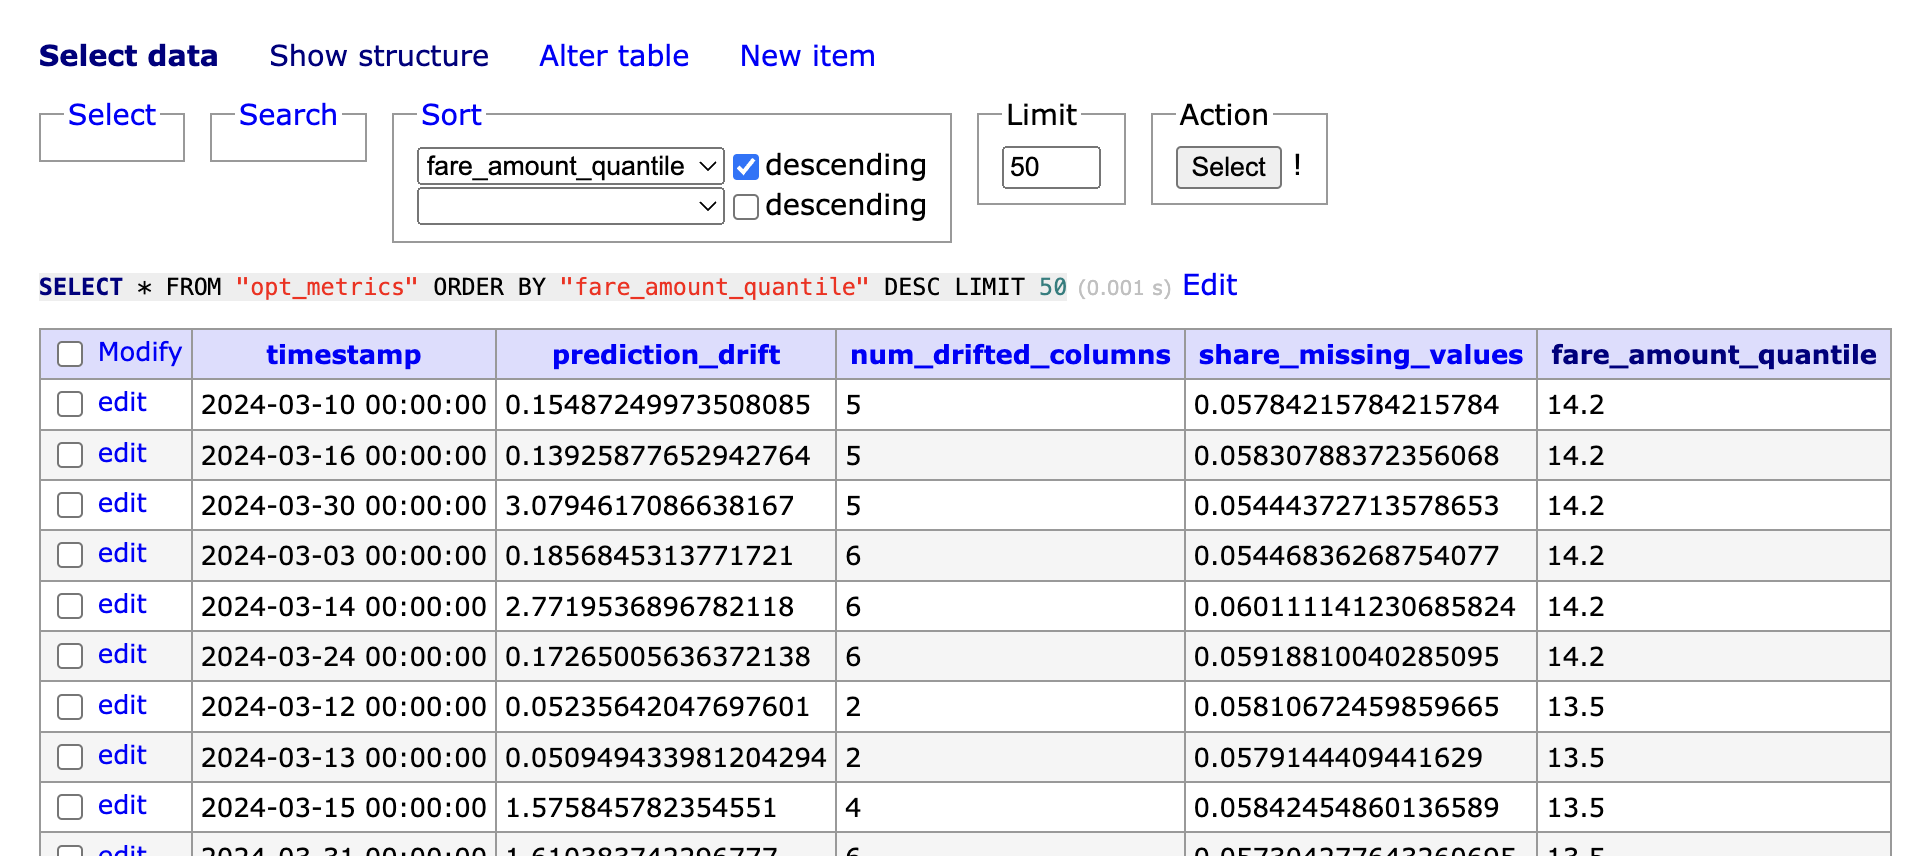 Select data Show structure Alter table New item
Select Search Sort Limit Action
fare_amount_quantile descending 50 Select !
descending
SELECT * FROM "opt_metrics" ORDER BY "fare_amount_quantile" DESC LIMIT 50 (0.001 s) Edit
Modify timestamp prediction_drift num_drifted_columns share_missing_values fare_amount_quantile
edit 2024-03-10 00:00:00 0.15487249973508085 5 0.05784215784215784 14.2
edit 2024-03-16 00:00:00 0.13925877652942764 5 0.05830788372356068 14.2
edit 2024-03-30 00:00:00 3.0794617086638167 5 0.05444372713578653 14.2
edit 2024-03-03 00:00:00 0.1856845313771721 6 0.05446836268754077 14.2
edit 2024-03-14 00:00:00 2.7719536896782118 6 0.060111141230685824 14.2
edit 2024-03-24 00:00:00 0.17265005636372138 6 0.05918810040285095 14.2
edit 2024-03-12 00:00:00 0.05235642047697601 2 0.05810672459859665 13.5
edit 2024-03-13 00:00:00 0.050949433981204294 2 0.0579144409441629 13.5
edit 2024-03-15 00:00:00 1.575845782354551 4 0.05842454860136589 13.5
edit 2024-03-31 00:00:00